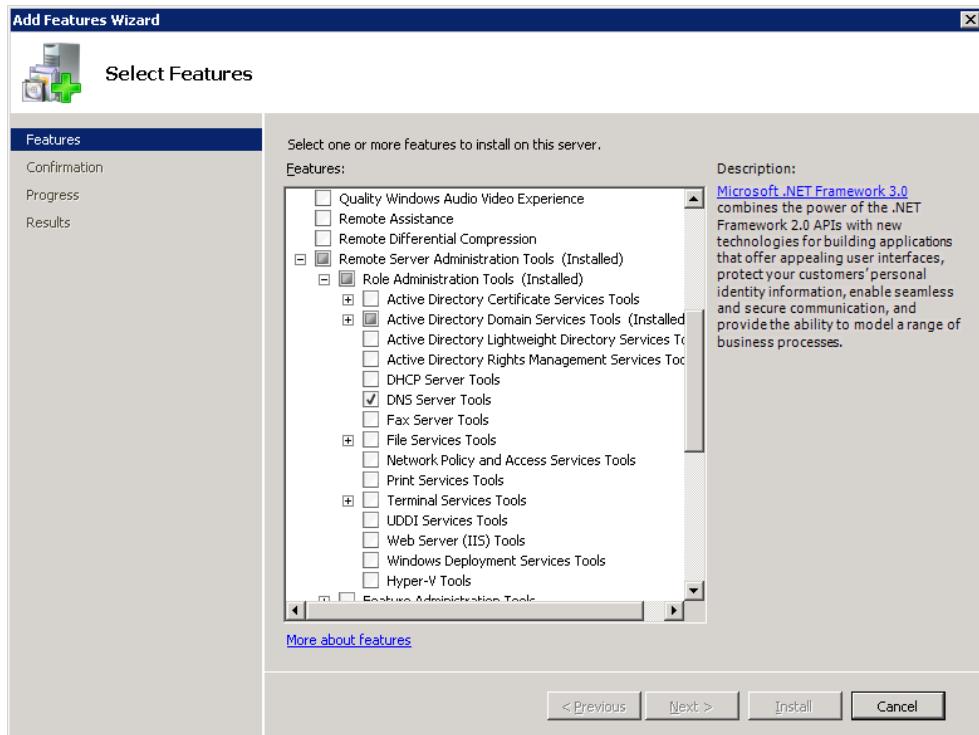 Add Features Wizard
Select Features
Features
Confirmation
Progress
Results
Select one or more features to install on this server.
Features:
Quality Windows Audio Video Experience
Remote Assistance
Remote Differential Compression
Remote Server Administration Tools (Installed)
Role Administration Tools (Installed)
Active Directory Certificate Services Tools
Active Directory Domain Services Tools (Installed
Active Directory Lightweight Directory Services To
Active Directory Rights Management Services Too
DHCP Server Tools
DNS Server Tools
Fax Server Tools
File Services Tools
Network Policy and Access Services Tools
Print Services Tools
Terminal Services Tools
UDDI Services Tools
Web Server (IIS) Tools
Windows Deployment Services Tools
Hyper-V Tools
Feature Administration Tools
More about features
Description:
Microsoft .NET Framework 3.0
combines the power of the .NET
Framework 2.0 APIs with new
technologies for building applications
that offer appealing user interfaces,
protect your customers' personal
identity information, enable seamless
and secure communication, and
provide the ability to model a range of
business processes.
< Previous
Next >
Install
Cancel